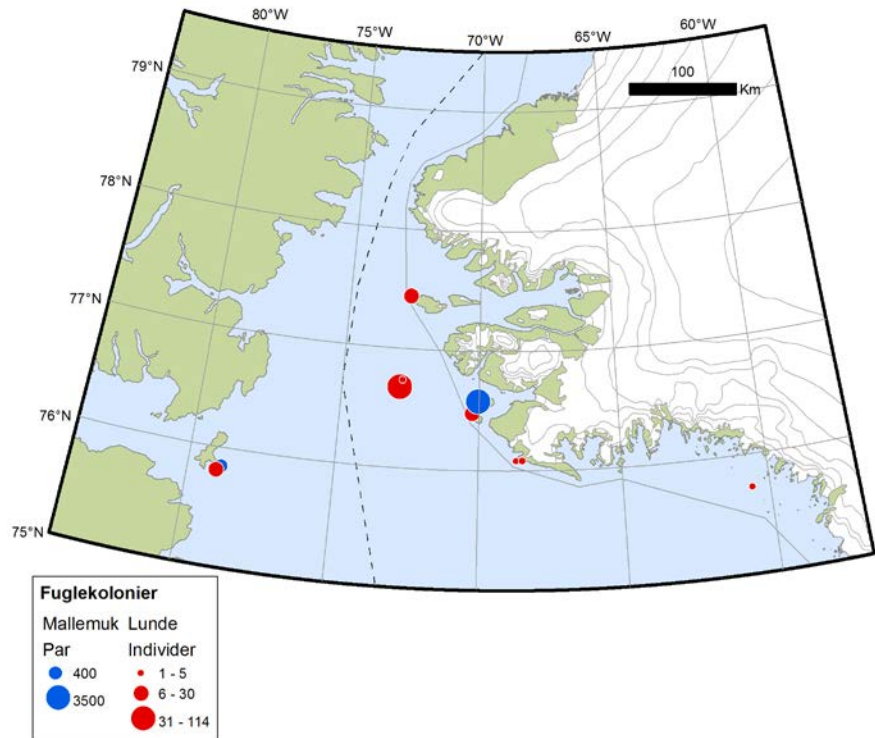 80°W 75°W 70°W 65°W 60°W
79°N
78°N
77°N
76°N
75°N
100
Km
Fuglekolonier
Mallemuk Lunde
Par Individer
400 1 - 5
3500 6 - 30
31 - 114